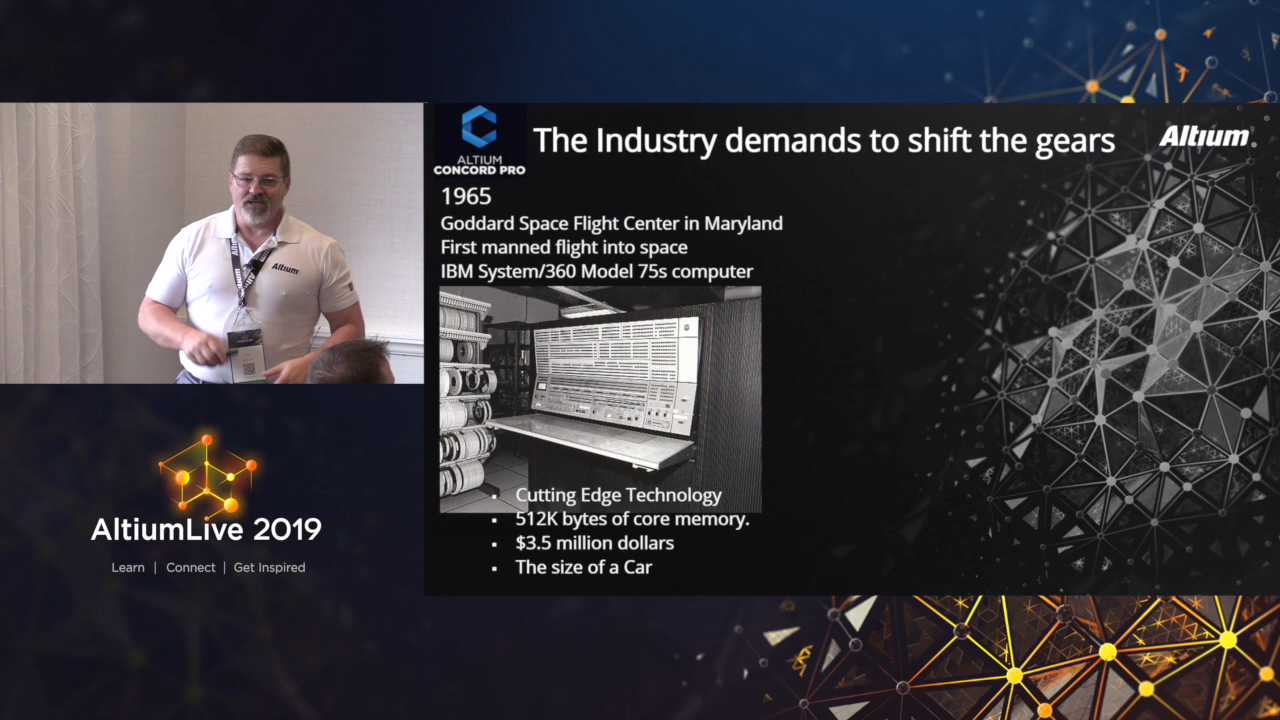 ALTIUM
CONCORD PRO
The Industry demands to shift the gears
Altium®
1965
Goddard Space Flight Center in Maryland
First manned flight into space
IBM System/360 Model 75s computer
▪ Cutting Edge Technology
▪ 512K bytes of core memory.
▪ $3.5 million dollars
▪ The size of a Car
Altium
Altium
AltiumLive 2019
Learn | Connect | Get Inspired